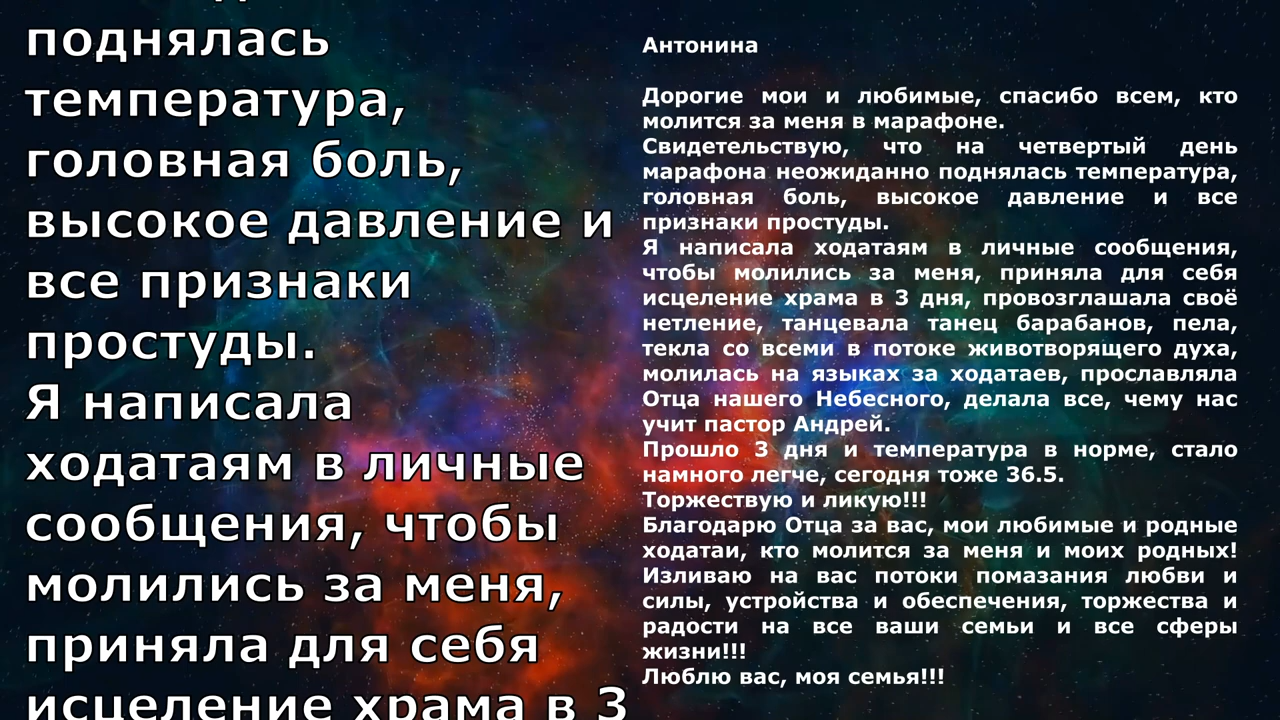 поднялась
температура,
головная боль,
высокое давление и
все признаки
простуды.
Я написала
ходатаям в личные
сообщения, чтобы
молились за меня,
приняла для себя
исцеление храма в 3
Антонина
Дорогие мои и любимые, спасибо всем, кто
молится за меня в марафоне.
Свидетельствую, что на четвертый день
марафона неожиданно поднялась температура,
головная боль, высокое давление и все
признаки простуды.
Я написала ходатаям в личные сообщения,
чтобы молились за меня, приняла для себя
исцеление храма в 3 дня, провозглашала своё
нетление, танцевала танец барабанов, пела,
текла со всеми в потоке животворящего духа,
молилась на языках за ходатаев, прославляла
Отца нашего Небесного, делала все, чему нас
учит пастор Андрей.
Прошло 3 дня и температура в норме, стало
намного легче, сегодня тоже 36.5.
Торжествую и ликую!!!
Благодарю Отца за вас, мои любимые и родные
ходатаи, кто молится за меня и моих родных!
Изливаю на вас потоки помазания любви и
силы, устройства и обеспечения, торжества и
радости на все ваши семьи и все сферы
жизни!!!
Люблю вас, моя семья!!!